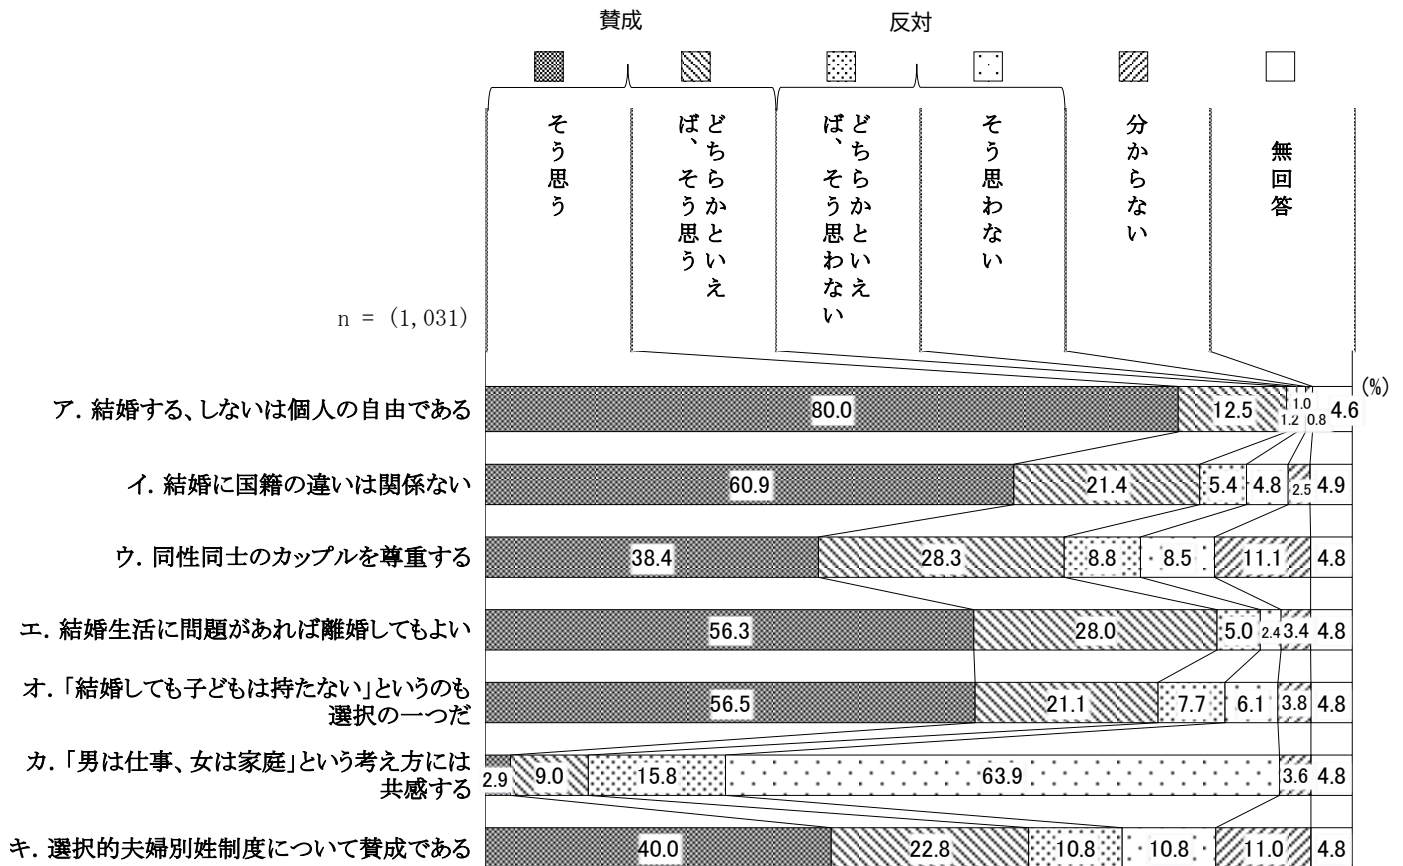 賛成
反対
そう思う
どちらかといえ
ば、そう思う
どちらかといえ
ば、そう思わない
そう思わない
分からない
無回答
n = (1,031)
(%)
ア. 結婚する、しないは個人の自由である
80.0
12.5
1.2
1.0
0.8
4.6
イ. 結婚に国籍の違いは関係ない
60.9
21.4
5.4
4.8
2.5
4.9
ウ. 同性同士のカップルを尊重する
38.4
28.3
8.8
8.5
11.1
4.8
エ. 結婚生活に問題があれば離婚してもよい
56.3
28.0
5.0
2.4
3.4
4.8
オ. 「結婚しても子どもは持たない」というのも
選択の一つだ
56.5
21.1
7.7
6.1
3.8
4.8
カ. 「男は仕事、女は家庭」という考え方には
共感する
2.9
9.0
15.8
63.9
3.6
4.8
キ. 選択的夫婦別姓制度について賛成である
40.0
22.8
10.8
10.8
11.0
4.8